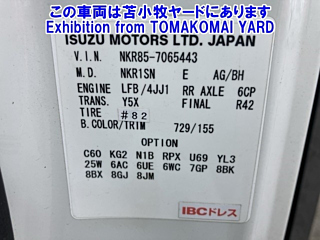 この車両は苫小牧ヤードにあります
Exhibition from TOMAKOMAI YARD
ISUZU MOTORS LTD. JAPAN
V.I.N. NKR85-7065443
M.D. NKR1SN E AG/BH
ENGINE LFB /4JJ1 RR AXLE 6CP
TRANS. Y5X FINAL R42
TIRE #82
B.COLOR/TRIM 729/155
OPTION
C60 KG2 N1B RPX U69 YL3
25W 6AC 6UE 6WC 7GP 8BK
8BX 8GJ 8JM
IBCドレス